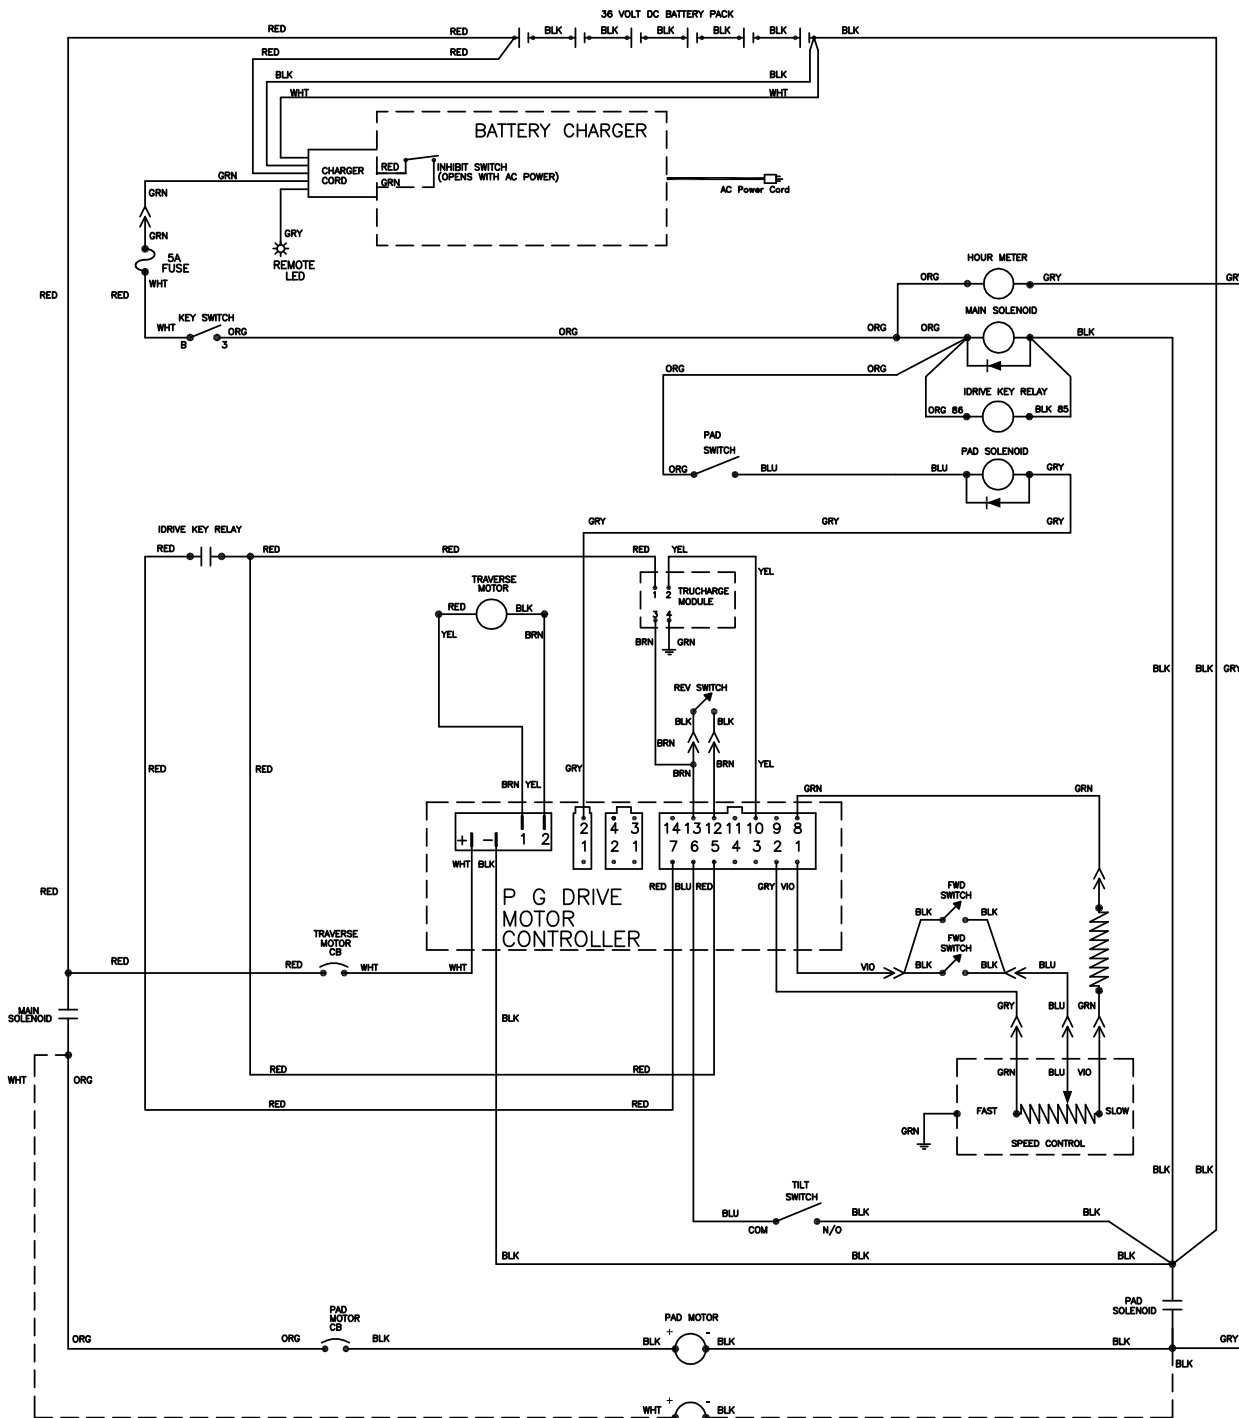 36 VOLT DC BATTERY PACK
RED RED BLK BLK BLK BLK BLK BLK
RED RED
BLK BLK
WHT WHT
BATTERY CHARGER
CHARGER
CORD
RED
GRN
INHIBIT SWITCH
(OPENS WITH AC POWER)
AC Power Cord
GRN
GRN
GRN
GRY
REMOTE
LED
5A
FUSE
WHT
RED RED
KEY SWITCH
WHT
B 3
ORG ORG ORG ORG
HOUR METER
ORG GRY GRY
MAIN SOLENOID
BLK
ORG ORG
IDRIVE KEY RELAY
ORG 86 BLK 85
PAD
SWITCH
ORG BLU BLU
PAD SOLENOID
GRY
GRY GRY GRY
IDRIVE KEY RELAY
RED RED RED RED YEL
YEL
TRUCHARGE
MODULE
1 2
3 4
BRN GRN
TRAVERSE
MOTOR
RED BLK
YEL BRN
BLK BLK GRY
REV SWITCH
BLK BLK
BRN BRN
BRN
YEL
RED RED
GRY
BRN YEL
GRN GRN
+ - 1 2
2
1
4 3
2 1
14 13 12 11 10 9 8
7 6 5 4 3 2 1
WHT BLK
RED BLU RED GRY VIO
P G DRIVE
MOTOR
CONTROLLER
RED
FWD
SWITCH
BLK BLK
FWD
SWITCH
BLK BLK
VIO BLU
TRAVERSE
MOTOR
CB
RED RED WHT WHT
MAIN
SOLENOID
BLK
GRY BLU GRN
WHT ORG
RED RED
RED RED
GRN BLU VIO
FAST SLOW
SPEED CONTROL
GRN
BLK BLK
TILT
SWITCH
BLU
COM N/O
BLK BLK
BLK BLK BLK
PAD
SOLENOID
PAD
MOTOR
CB
ORG ORG BLK
PAD MOTOR
BLK + - BLK
BLK GRY
BLK
WHT + - BLK